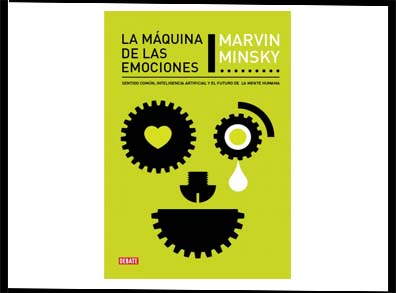 LA MÁQUINA
DE LAS
EMOCIONES
MARVIN
MINSKY
SENTIDO COMÚN, INTELIGENCIA ARTIFICIAL Y EL FUTURO DE LA MENTE HUMANA
DEBATE